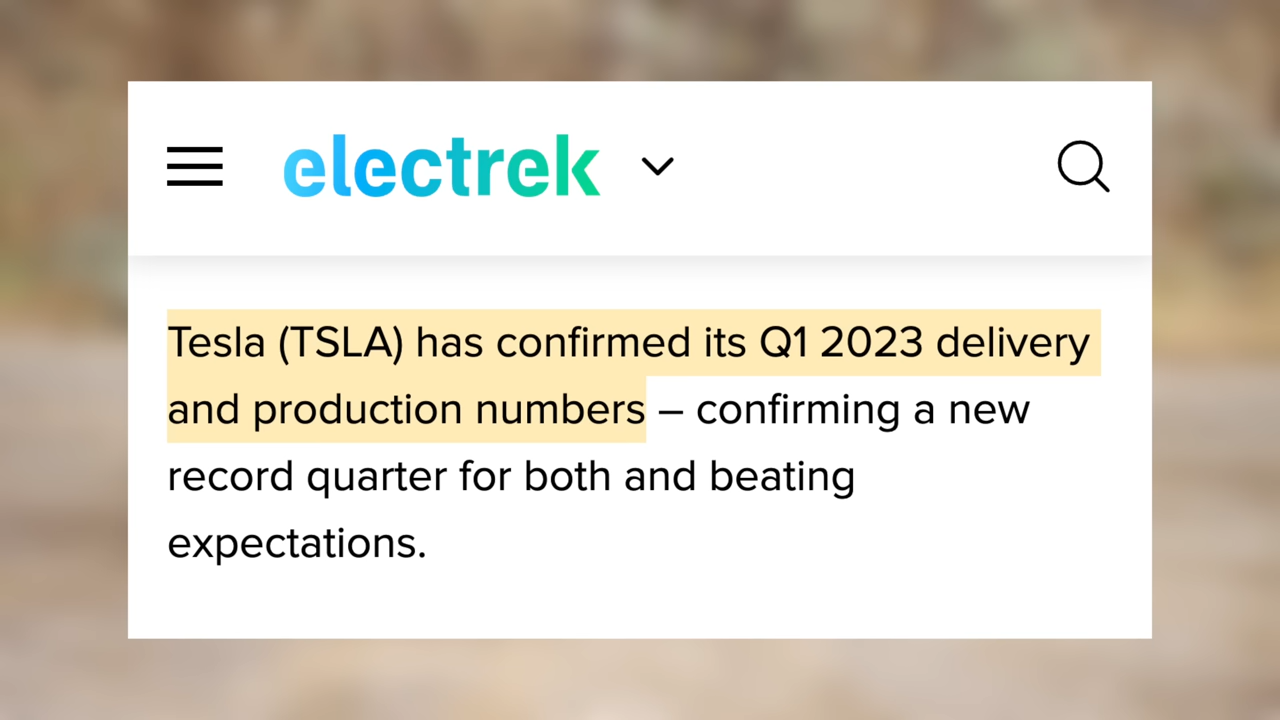 electrek
Tesla (TSLA) has confirmed its Q1 2023 delivery
and production numbers – confirming a new
record quarter for both and beating
expectations.